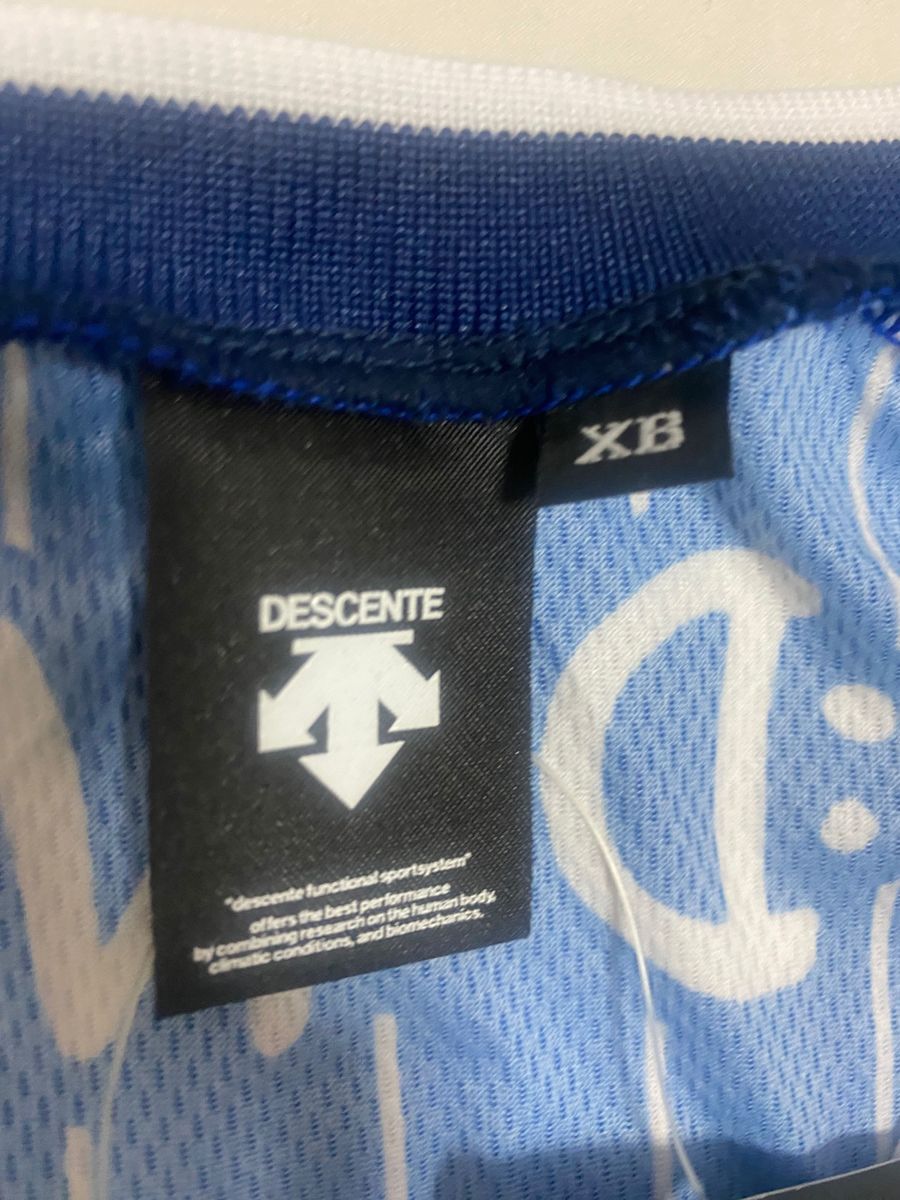 XB
DESCENTE
"descente functional sportsystem"
offers the best performance
by combining research on the human body,
climatic conditions, and biomechanics.